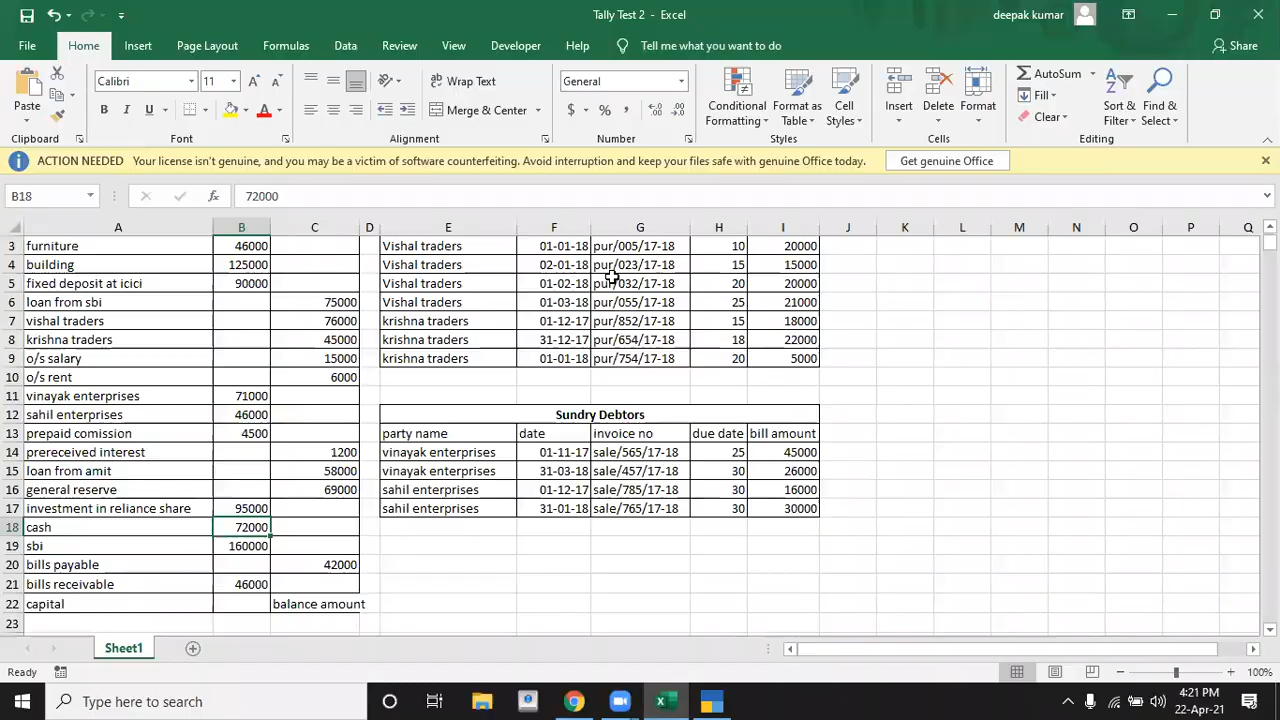 Tally Test 2 - Excel
deepak kumar
File Home Insert Page Layout Formulas Data Review View Developer Help Tell me what you want to do Share
Paste
Calibri 11
B I U
Wrap Text
Merge & Center
General
Conditional Formatting
Format as Table
Cell Styles
Insert Delete Format
AutoSum
Fill
Clear
Sort & Filter
Find & Select
Clipboard Font Alignment Number Styles Cells Editing
ACTION NEEDED Your license isn't genuine, and you may be a victim of software counterfeiting. Avoid interruption and keep your files safe with genuine Office today. Get genuine Office
B18 fx 72000
A B C D E F G H I J K L M N O P Q
3 furniture 46000 Vishal traders 01-01-18 pur/005/17-18 10 20000
4 building 125000 Vishal traders 02-01-18 pur/023/17-18 15 15000
5 fixed deposit at icici 90000 Vishal traders 01-02-18 pur/032/17-18 20 20000
6 loan from sbi 75000 Vishal traders 01-03-18 pur/055/17-18 25 21000
7 vishal traders 76000 krishna traders 01-12-17 pur/852/17-18 15 18000
8 krishna traders 45000 krishna traders 31-12-17 pur/654/17-18 18 22000
9 o/s salary 15000 krishna traders 01-01-18 pur/754/17-18 20 5000
10 o/s rent 6000
11 vinayak enterprises 71000
12 sahil enterprises 46000 Sundry Debtors
13 prepaid comission 4500 party name date invoice no due date bill amount
14 prereceived interest 1200 vinayak enterprises 01-11-17 sale/565/17-18 25 45000
15 loan from amit 58000 vinayak enterprises 31-03-18 sale/457/17-18 30 26000
16 general reserve 69000 sahil enterprises 01-12-17 sale/785/17-18 30 16000
17 investment in reliance share 95000 sahil enterprises 31-01-18 sale/765/17-18 30 30000
18 cash 72000
19 sbi 160000
20 bills payable 42000
21 bills receivable 46000
22 capital balance amount
23
Sheet1
Ready 100%
Type here to search
4:21 PM
22-Apr-21